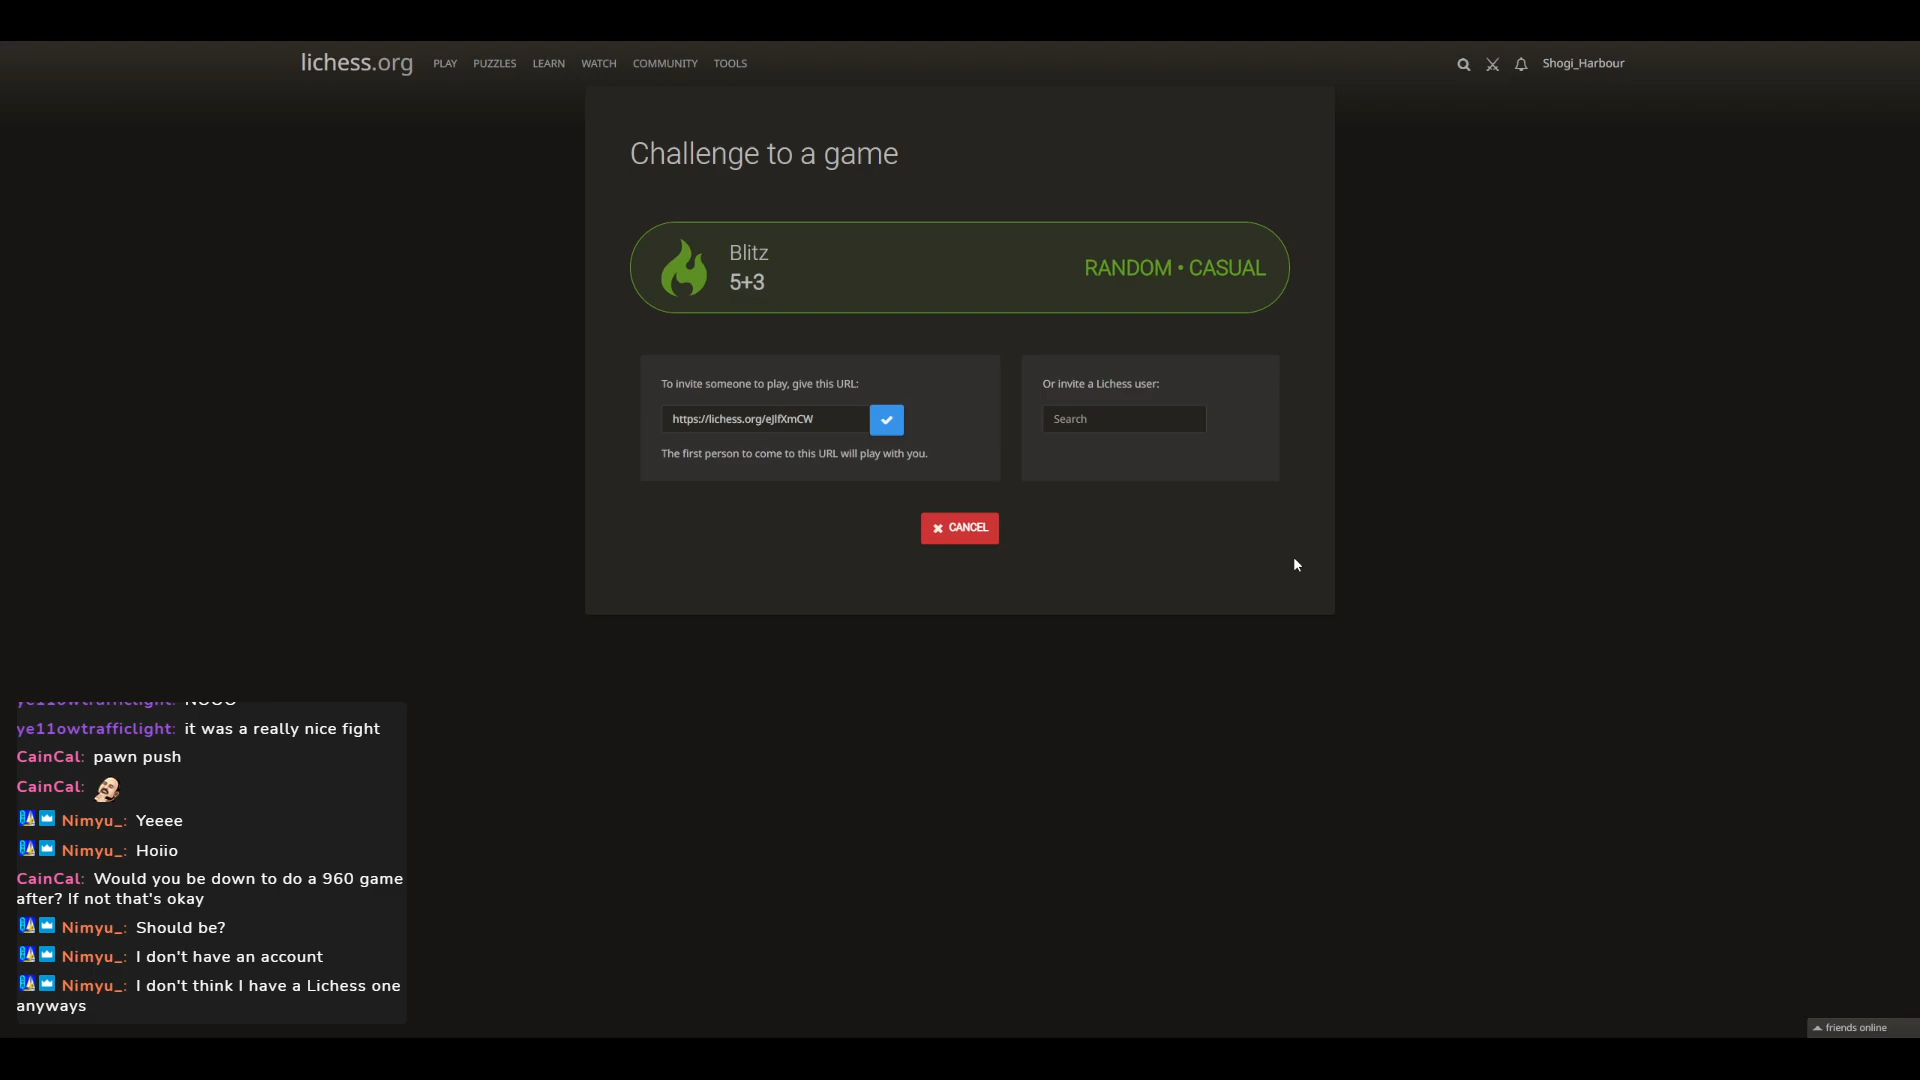 lichess.org PLAY PUZZLES LEARN WATCH COMMUNITY TOOLS Shogi_Harbour
Challenge to a game
Blitz
5+3
RANDOM • CASUAL
To invite someone to play, give this URL:
https://lichess.org/eJlfXmCW
The first person to come to this URL will play with you.
Or invite a Lichess user:
Search
CANCEL
ye11owtrafficlight: NOOO
ye11owtrafficlight: it was a really nice fight
CainCal: pawn push
CainCal:
Nimyu_: Yeeee
Nimyu_: Hoiio
CainCal: Would you be down to do a 960 game
after? If not that's okay
Nimyu_: Should be?
Nimyu_: I don't have an account
Nimyu_: I don't think I have a Lichess one
anyways
friends online